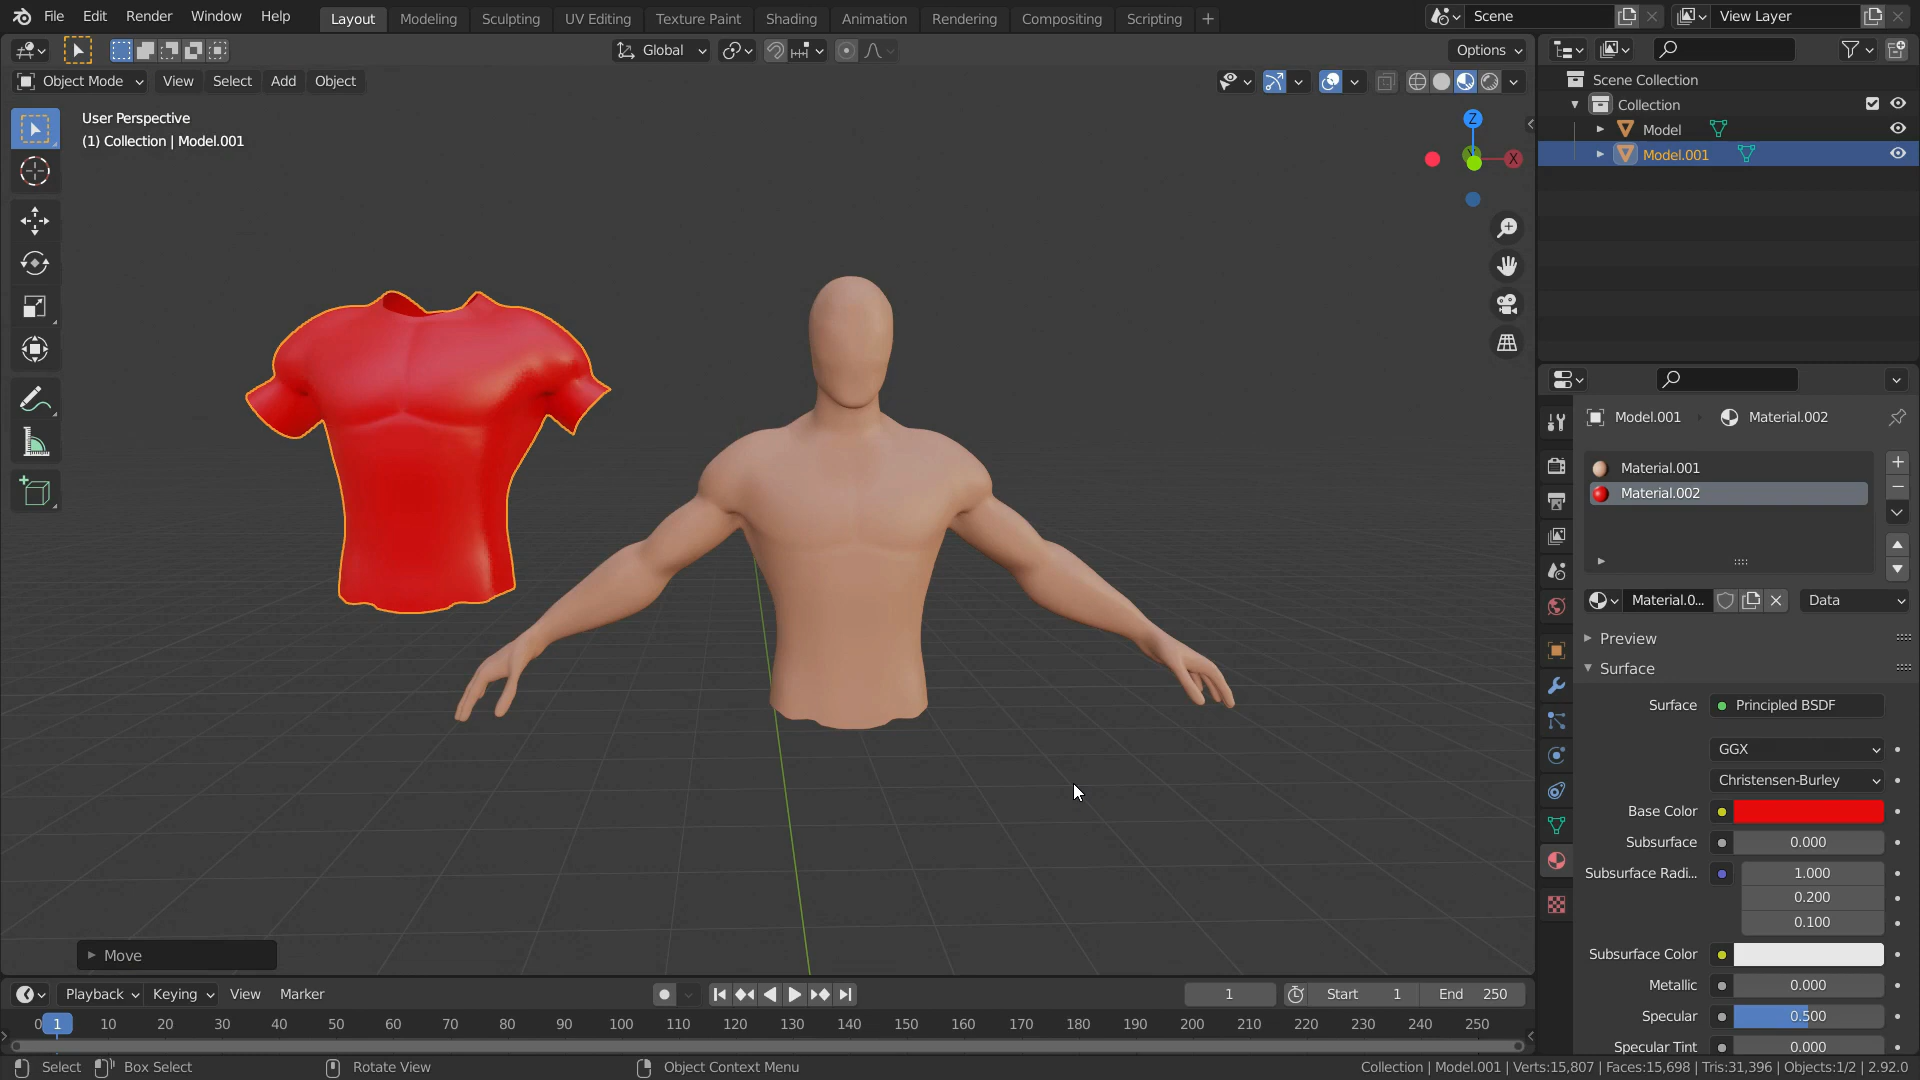 File Edit Render Window Help Layout Modeling Sculpting UV Editing Texture Paint Shading Animation Rendering Compositing Scripting + Scene View Layer
Global Options
Object Mode View Select Add Object
User Perspective
(1) Collection | Model.001
Z
X
Move
Scene Collection
Collection
Model
Model.001
Model.001 Material.002
Material.001
Material.002
Material.0... Data
Preview
Surface
Surface Principled BSDF
GGX
Christensen-Burley
Base Color
Subsurface 0.000
Subsurface Radi... 1.000
0.200
0.100
Subsurface Color
Metallic 0.000
Specular 0.500
Specular Tint 0.000
Playback Keying View Marker 1 Start 1 End 250
0 1 10 20 30 40 50 60 70 80 90 100 110 120 130 140 150 160 170 180 190 200 210 220 230 240 250
Select Box Select Rotate View Object Context Menu Collection | Model.001 | Verts:15,807 | Faces:15,698 | Tris:31,396 | Objects:1/2 | 2.92.0